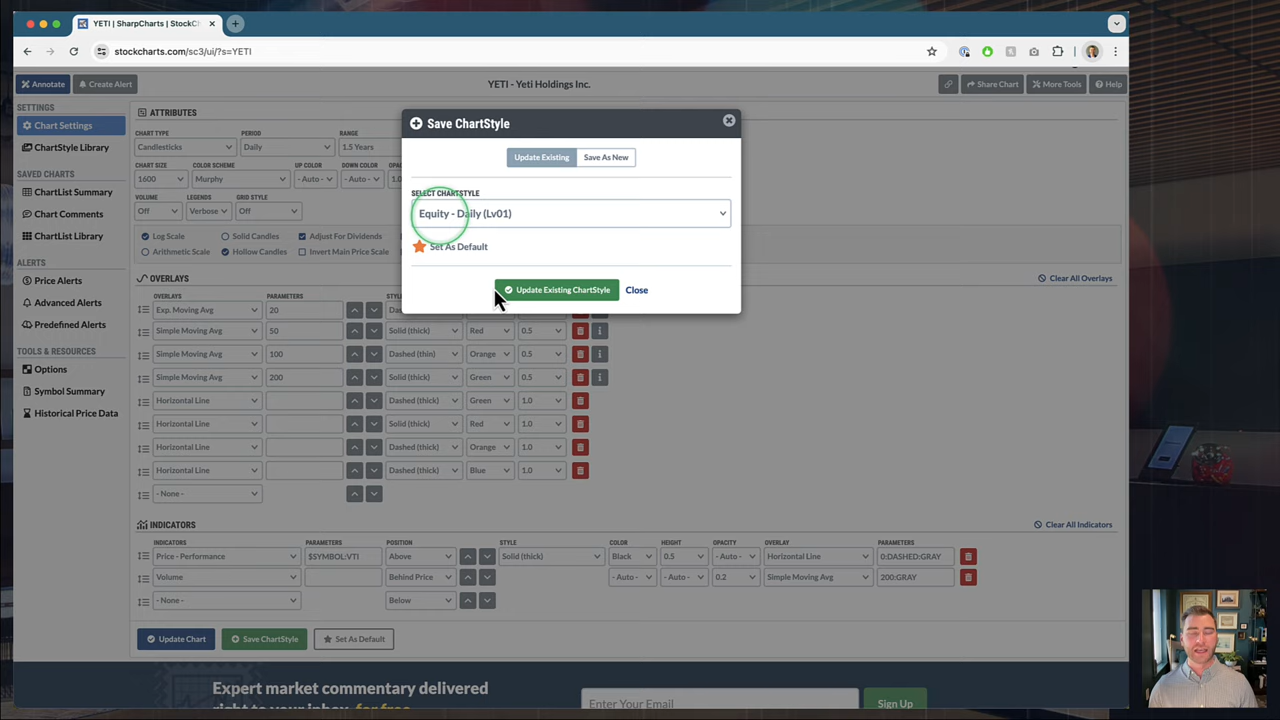 YETI | SharpCharts | StockCh
stockcharts.com/sc3/ui/?s=YETI
Annotate
Create Alert
YETI - Yeti Holdings Inc.
Share Chart
More Tools
Help
SETTINGS
Chart Settings
ChartStyle Library
SAVED CHARTS
ChartList Summary
Chart Comments
ChartList Library
ALERTS
Price Alerts
Advanced Alerts
Predefined Alerts
TOOLS & RESOURCES
Options
Symbol Summary
Historical Price Data
ATTRIBUTES
CHART TYPE PERIOD RANGE
Candlesticks Daily 1.5 Years
CHART SIZE COLOR SCHEME UP COLOR DOWN COLOR OPAC
1600 Murphy - Auto - - Auto - 1.0
VOLUME LEGENDS GRID STYLE
Off Verbose Off
Log Scale Solid Candles Adjust For Dividends
Arithmetic Scale Hollow Candles Invert Main Price Scale
Save ChartStyle
Update Existing Save As New
SELECT CHARTSTYLE
Equity - Daily (Lv01)
Set As Default
Update Existing ChartStyle Close
OVERLAYS
Clear All Overlays
OVERLAYS PARAMETERS STYL
Exp. Moving Avg 20 Das
Simple Moving Avg 50 Solid (thick) Red 0.5
Simple Moving Avg 100 Dashed (thin) Orange 0.5
Simple Moving Avg 200 Solid (thick) Green 0.5
Horizontal Line Dashed (thick) Green 1.0
Horizontal Line Solid (thick) Red 1.0
Horizontal Line Dashed (thick) Orange 1.0
Horizontal Line Dashed (thick) Blue 1.0
- None -
INDICATORS
Clear All Indicators
INDICATORS PARAMETERS POSITION STYLE COLOR HEIGHT OPACITY OVERLAY PARAMETERS
Price - Performance $SYMBOL:VTI Above Solid (thick) Black 0.5 - Auto - Horizontal Line 0:DASHED:GRAY
Volume Behind Price - Auto - - Auto - 0.2 Simple Moving Avg 200:GRAY
- None - Below
Update Chart Save ChartStyle Set As Default
Expert market commentary delivered
right to your inbox, for free
Enter Your Email
Sign Up